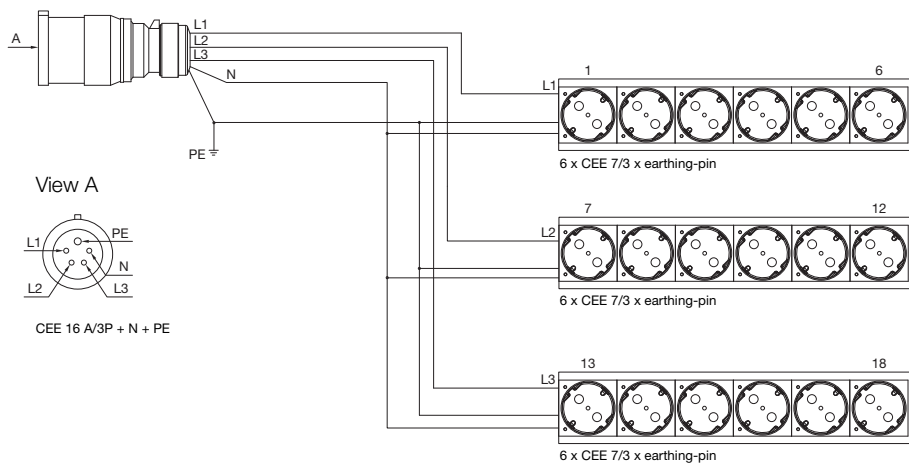 A
L1
L2
L3
N
PE
L1
1
6
6 x CEE 7/3 x earthing-pin
View A
L1
PE
N
L2
L3
CEE 16 A/3P + N + PE
L2
7
12
6 x CEE 7/3 x earthing-pin
L3
13
18
6 x CEE 7/3 x earthing-pin